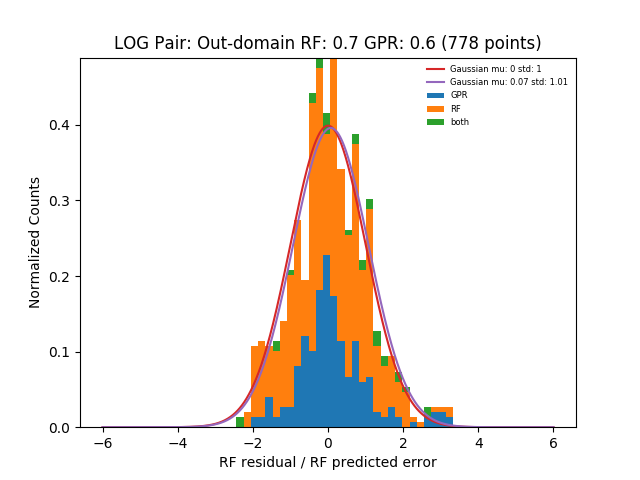 LOG Pair: Out-domain RF: 0.7 GPR: 0.6 (778 points)
Gaussian mu: 0 std: 1
Gaussian mu: 0.07 std: 1.01
GPR
RF
both
Normalized Counts
0.4
0.3
0.2
0.1
0.0
−6 −4 −2 0 2 4 6
RF residual / RF predicted error